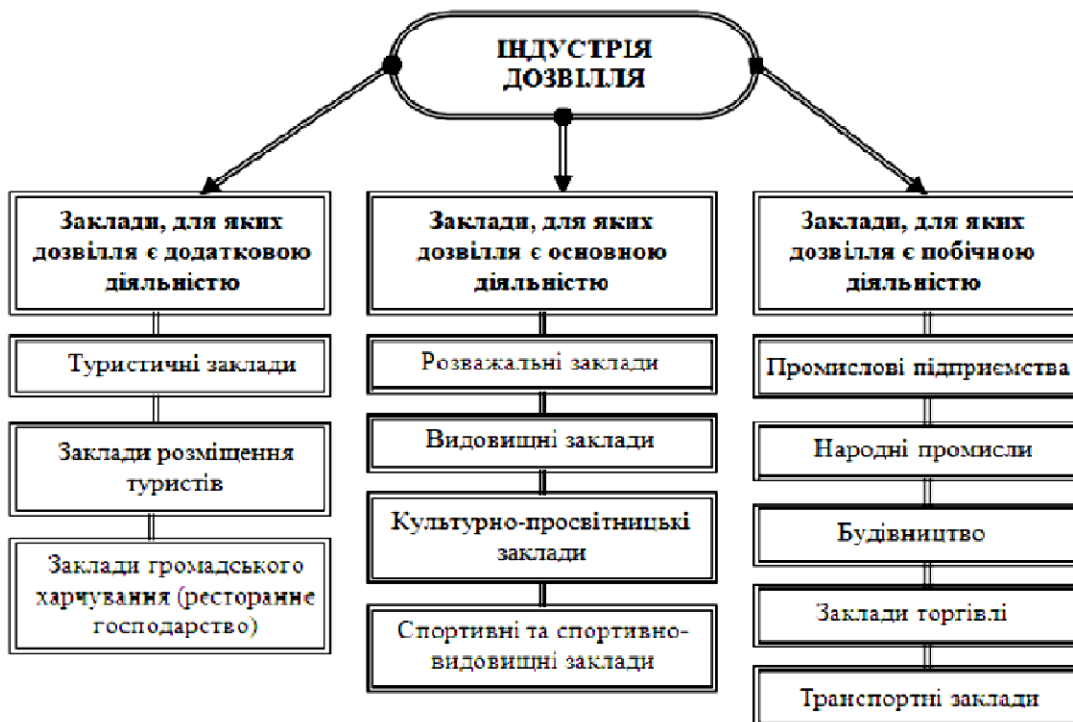 ІНДУСТРІЯ
ДОЗВІЛЛЯ
Заклади, для яких
дозвілля є додатковою
діяльністю
Туристичні заклади
Заклади розміщення
туристів
Заклади громадського
харчування (ресторанне
господарство)
Заклади, для яких
дозвілля є основною
діяльністю
Розважальні заклади
Видовищні заклади
Культурно-просвітницькі
заклади
Спортивні та спортивно-
видовищні заклади
Заклади, для яких
дозвілля є побічною
діяльністю
Промислові підприємства
Народні промисли
Будівництво
Заклади торгівлі
Транспортні заклади